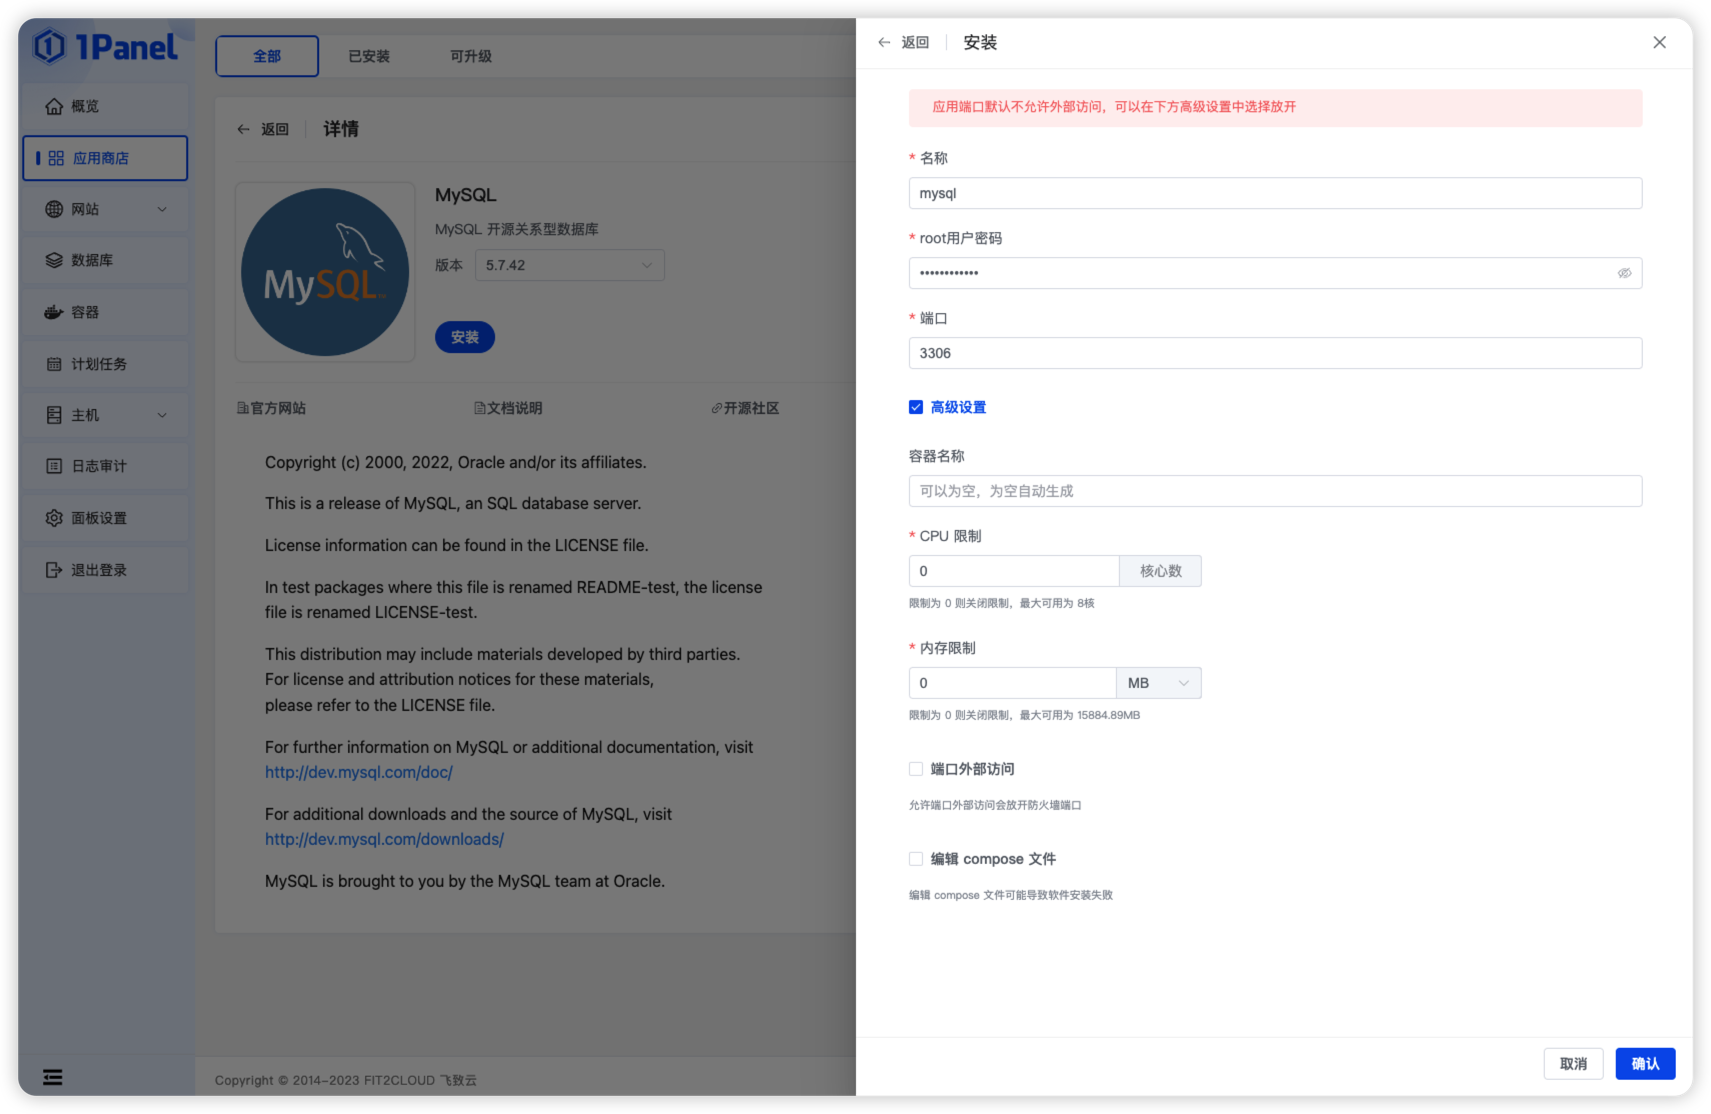 1Panel
概览
应用商店
网站
数据库
容器
计划任务
主机
日志审计
面板设置
退出登录
全部
已安装
可升级
返回
详情
MySQL
MySQL
MySQL 开源关系型数据库
版本
5.7.42
安装
官方网站
文档说明
开源社区
Copyright (c) 2000, 2022, Oracle and/or its affiliates.
This is a release of MySQL, an SQL database server.
License information can be found in the LICENSE file.
In test packages where this file is renamed README-test, the license
file is renamed LICENSE-test.
This distribution may include materials developed by third parties.
For license and attribution notices for these materials,
please refer to the LICENSE file.
For further information on MySQL or additional documentation, visit
http://dev.mysql.com/doc/
For additional downloads and the source of MySQL, visit
http://dev.mysql.com/downloads/
MySQL is brought to you by the MySQL team at Oracle.
Copyright © 2014-2023 FIT2CLOUD 飞致云
返回
安装
应用端口默认不允许外部访问，可以在下方高级设置中选择放开
* 名称
mysql
* root用户密码
••••••••••••
* 端口
3306
高级设置
容器名称
可以为空，为空自动生成
* CPU 限制
0
核心数
限制为 0 则关闭限制，最大可用为 8核
* 内存限制
0
MB
限制为 0 则关闭限制，最大可用为 15884.89MB
端口外部访问
允许端口外部访问会放开防火墙端口
编辑 compose 文件
编辑 compose 文件可能导致软件安装失败
取消
确认